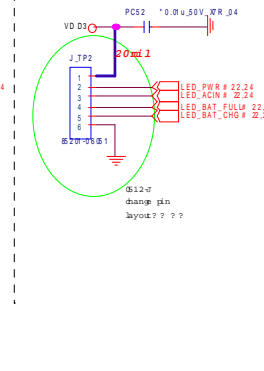 PC52 *0.01u_50V_X7R_04
VDD3
J_TP2
20mil
1
2
3
4
5
6
LED_PWR# 22,24
LED_ACIN# 22,24
LED_BAT_FULL# 22,
LED_BAT_CHG# 22,
85201-06051
4
0512-J
change pin
layout? ? ? ?